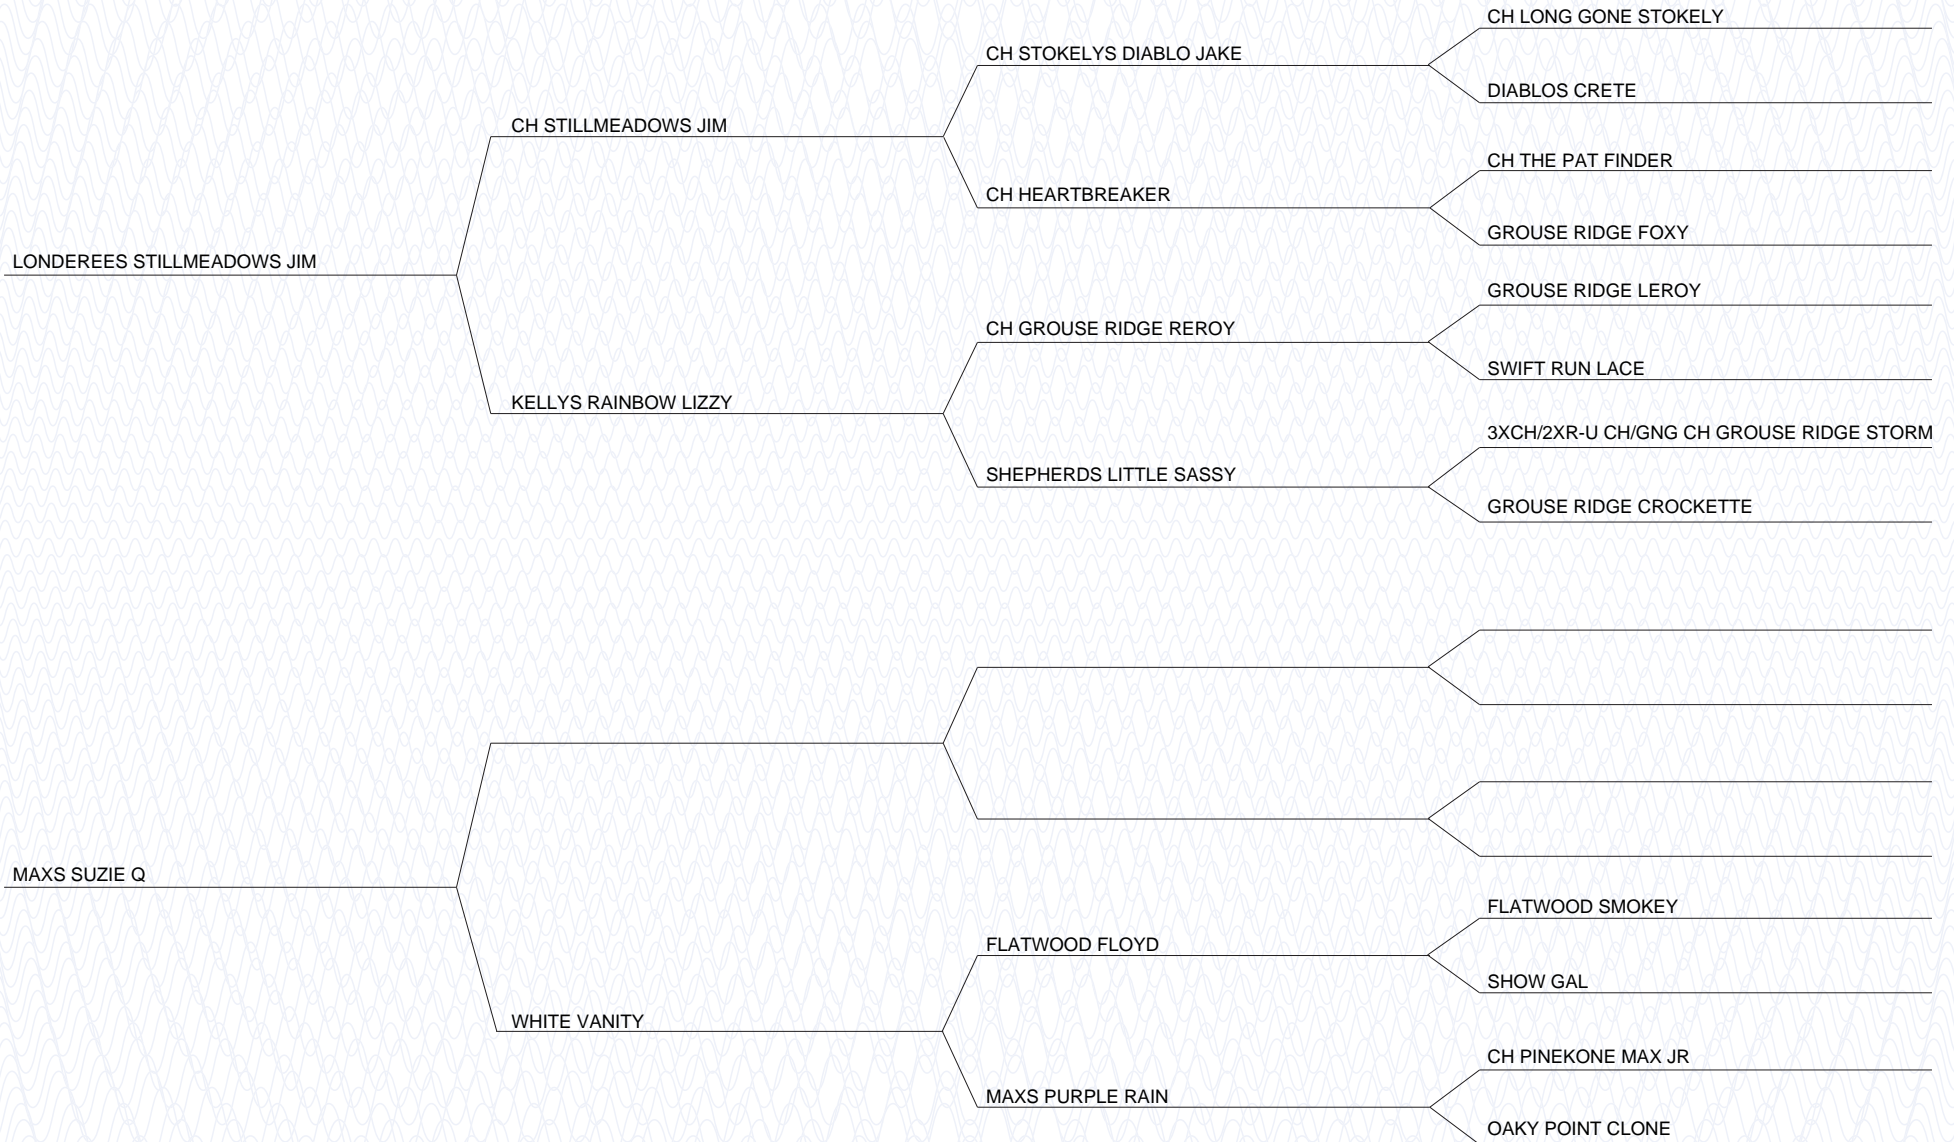 CH LONG GONE STOKELY
CH STOKELYS DIABLO JAKE
DIABLOS CRETE
CH STILLMEADOWS JIM
CH THE PAT FINDER
CH HEARTBREAKER
GROUSE RIDGE FOXY
LONDEREES STILLMEADOWS JIM
GROUSE RIDGE LEROY
CH GROUSE RIDGE REROY
SWIFT RUN LACE
KELLYS RAINBOW LIZZY
3XCH/2XR-U CH/GNG CH GROUSE RIDGE STORM
SHEPHERDS LITTLE SASSY
GROUSE RIDGE CROCKETTE
MAXS SUZIE Q
FLATWOOD SMOKEY
FLATWOOD FLOYD
SHOW GAL
WHITE VANITY
CH PINEKONE MAX JR
MAXS PURPLE RAIN
OAKY POINT CLONE